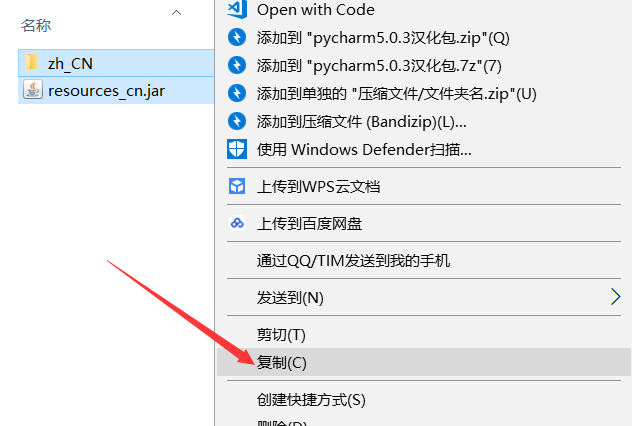 名称
zh_CN
resources_cn.jar
Open with Code
添加到 "pycharm5.0.3汉化包.zip"(Q)
添加到 "pycharm5.0.3汉化包.7z"(7)
添加到单独的 "压缩文件/文件夹名.zip"(U)
添加到压缩文件 (Bandizip)(L)...
使用 Windows Defender扫描...
上传到WPS云文档
上传到百度网盘
通过QQ/TIM发送到我的手机
发送到(N)
剪切(T)
复制(C)
创建快捷方式(S)
删除(D)